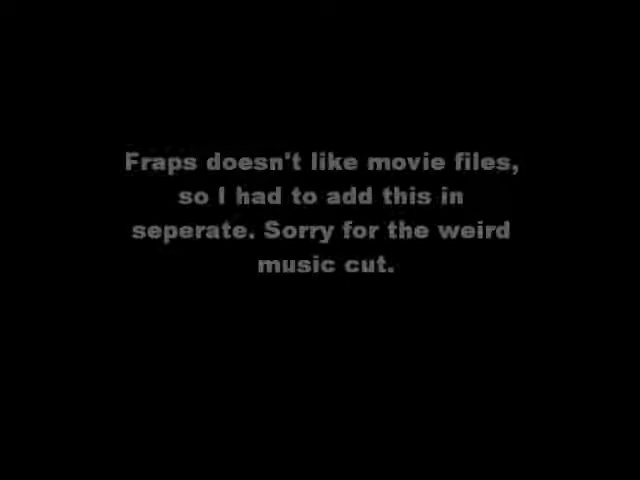 Fraps doesn't like movie files,
so I had to add this in
seperate. Sorry for the weird
music cut.